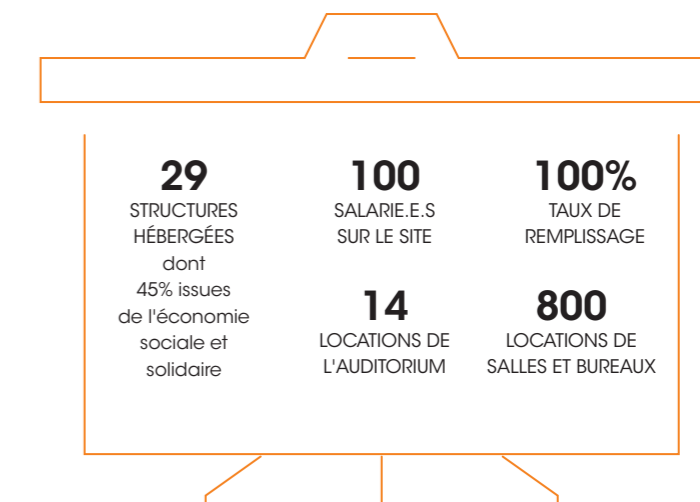 29
STRUCTURES
HÉBERGÉES
dont
45% issues
de l'économie
sociale et
solidaire
100
SALARIE.E.S
SUR LE SITE
14
LOCATIONS DE
L'AUDITORIUM
100%
TAUX DE
REMPLISSAGE
800
LOCATIONS DE
SALLES ET BUREAUX